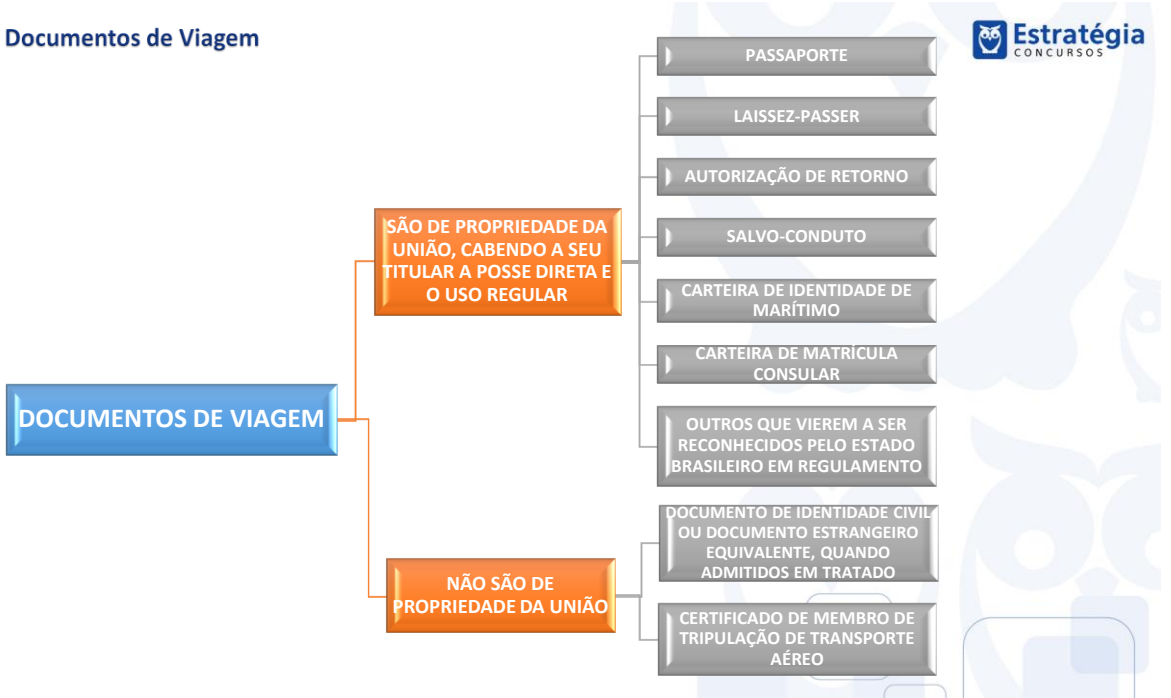 Documentos de Viagem
Estratégia
CONCURSOS
PASSAPORTE
LAISSEZ-PASSER
AUTORIZAÇÃO DE RETORNO
SALVO-CONDUTO
CARTEIRA DE IDENTIDADE DE
MARÍTIMO
CARTEIRA DE MATRÍCULA
CONSULAR
OUTROS QUE VIEREM A SER
RECONHECIDOS PELO ESTADO
BRASILEIRO EM REGULAMENTO
SÃO DE PROPRIEDADE DA
UNIÃO, CABENDO A SEU
TITULAR A POSSE DIRETA E
O USO REGULAR
DOCUMENTOS DE VIAGEM
DOCUMENTO DE IDENTIDADE CIVIL
OU DOCUMENTO ESTRANGEIRO
EQUIVALENTE, QUANDO
ADMITIDOS EM TRATADO
NÃO SÃO DE
PROPRIEDADE DA UNIÃO
CERTIFICADO DE MEMBRO DE
TRIPULAÇÃO DE TRANSPORTE
AÉREO